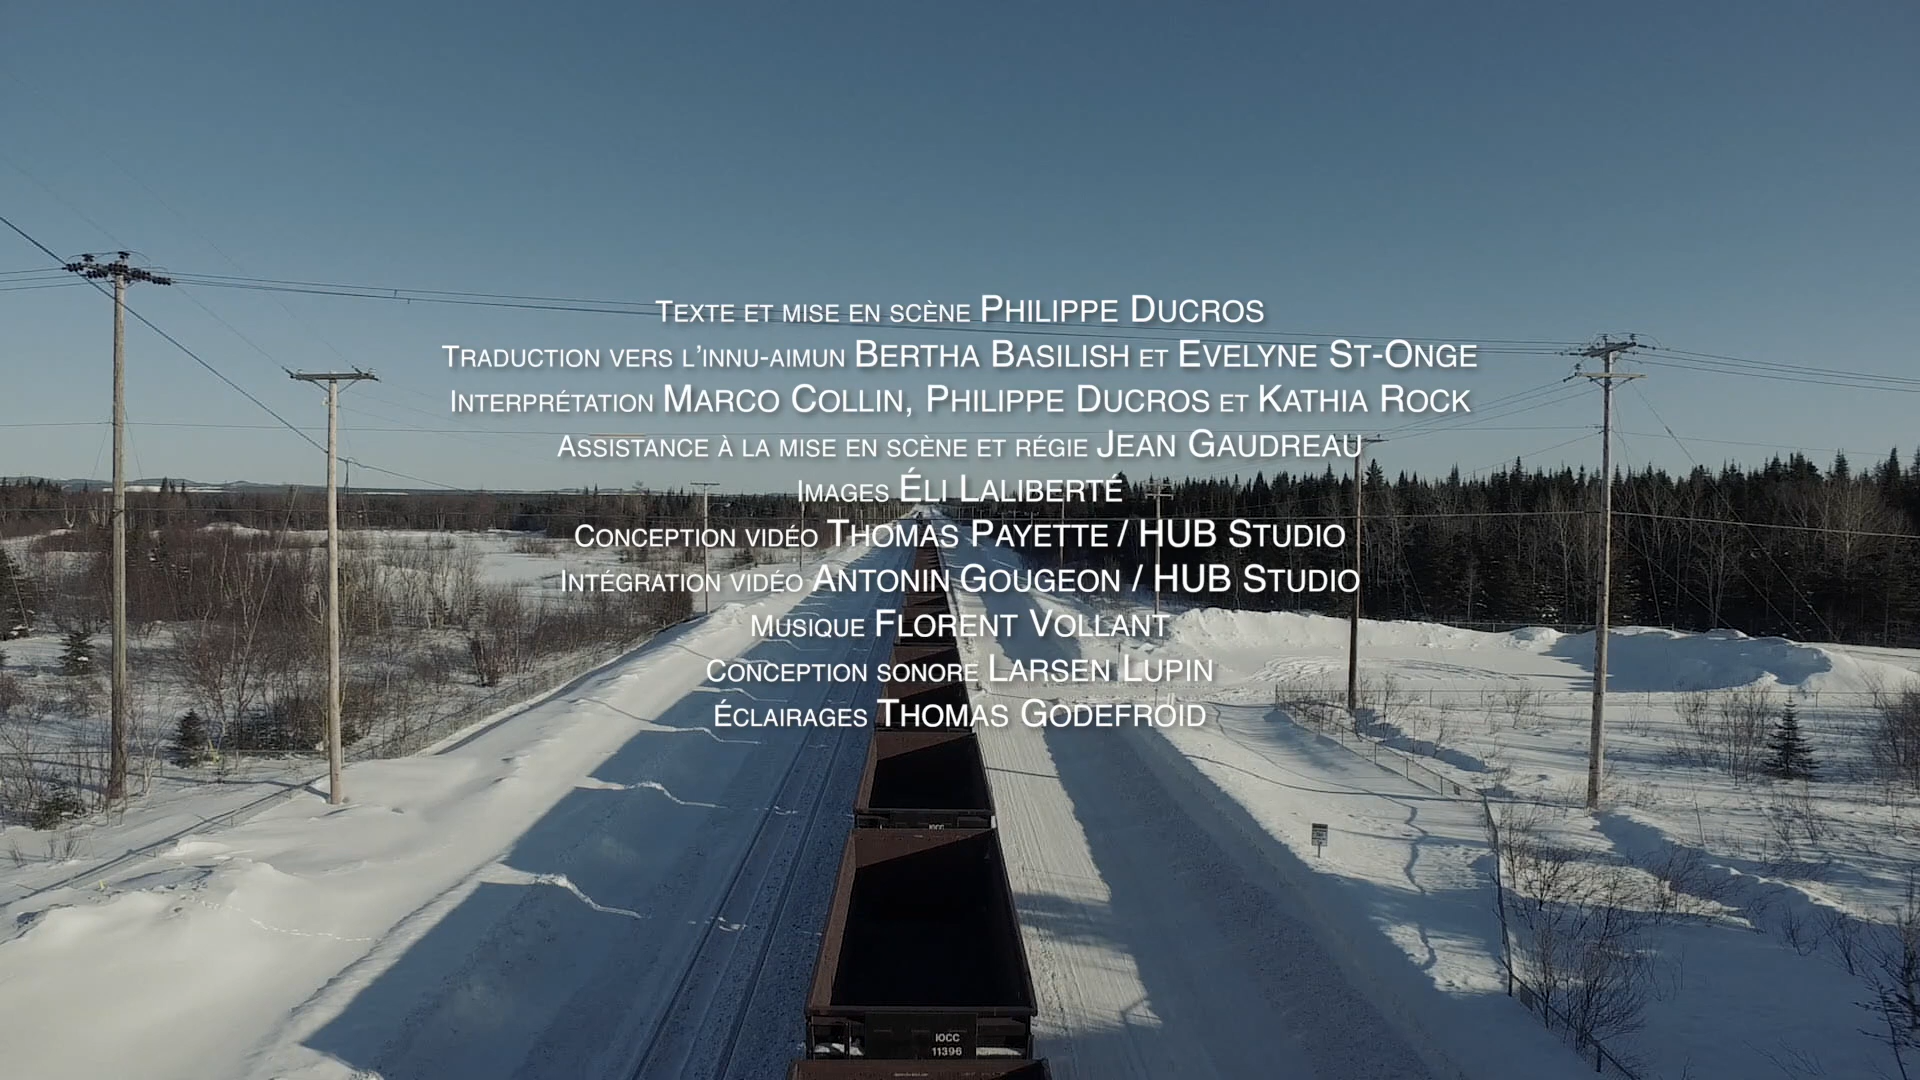 Texte et mise en scène Philippe Ducros
Traduction vers l'innu-aimun Bertha Basilish et Evelyne St-Onge
Interprétation Marco Collin, Philippe Ducros et Kathia Rock
Assistance à la mise en scène et régie Jean Gaudreau
Images Éli Laliberté
Conception vidéo Thomas Payette / HUB Studio
Intégration vidéo Antonin Gougeon / HUB Studio
Musique Florent Vollant
Conception sonore Larsen Lupin
Éclairages Thomas Godefroid
IOCC
IOCC
11396